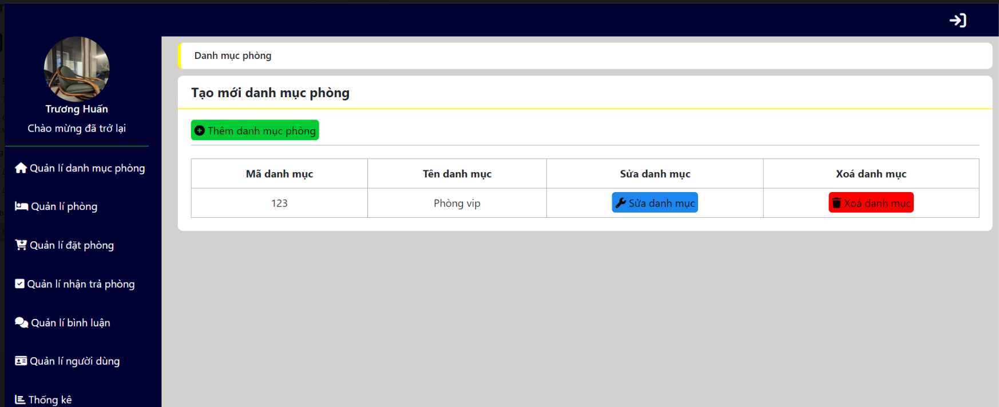 Trương Huấn
Chào mừng đã trở lại
Quản lí danh mục phòng
Quản lí phòng
Quản lí đặt phòng
Quản lí nhận trả phòng
Quản lí bình luận
Quản lí người dùng
Thống kê
Danh mục phòng
Tạo mới danh mục phòng
Thêm danh mục phòng
Mã danh mục Tên danh mục Sửa danh mục Xoá danh mục
123 Phòng vip Sửa danh mục Xoá danh mục